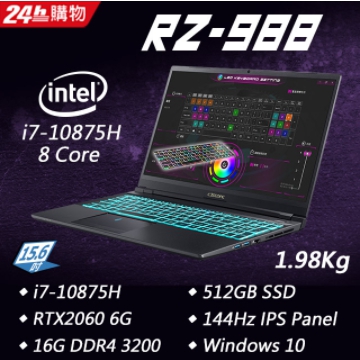 24h購物
RZ-988
intel
i7-10875H
8 Core
15.6吋
1.98Kg
• i7-10875H
• RTX2060 6G
• 16G DDR4 3200
• 512GB SSD
• 144Hz IPS Panel
• Windows 10